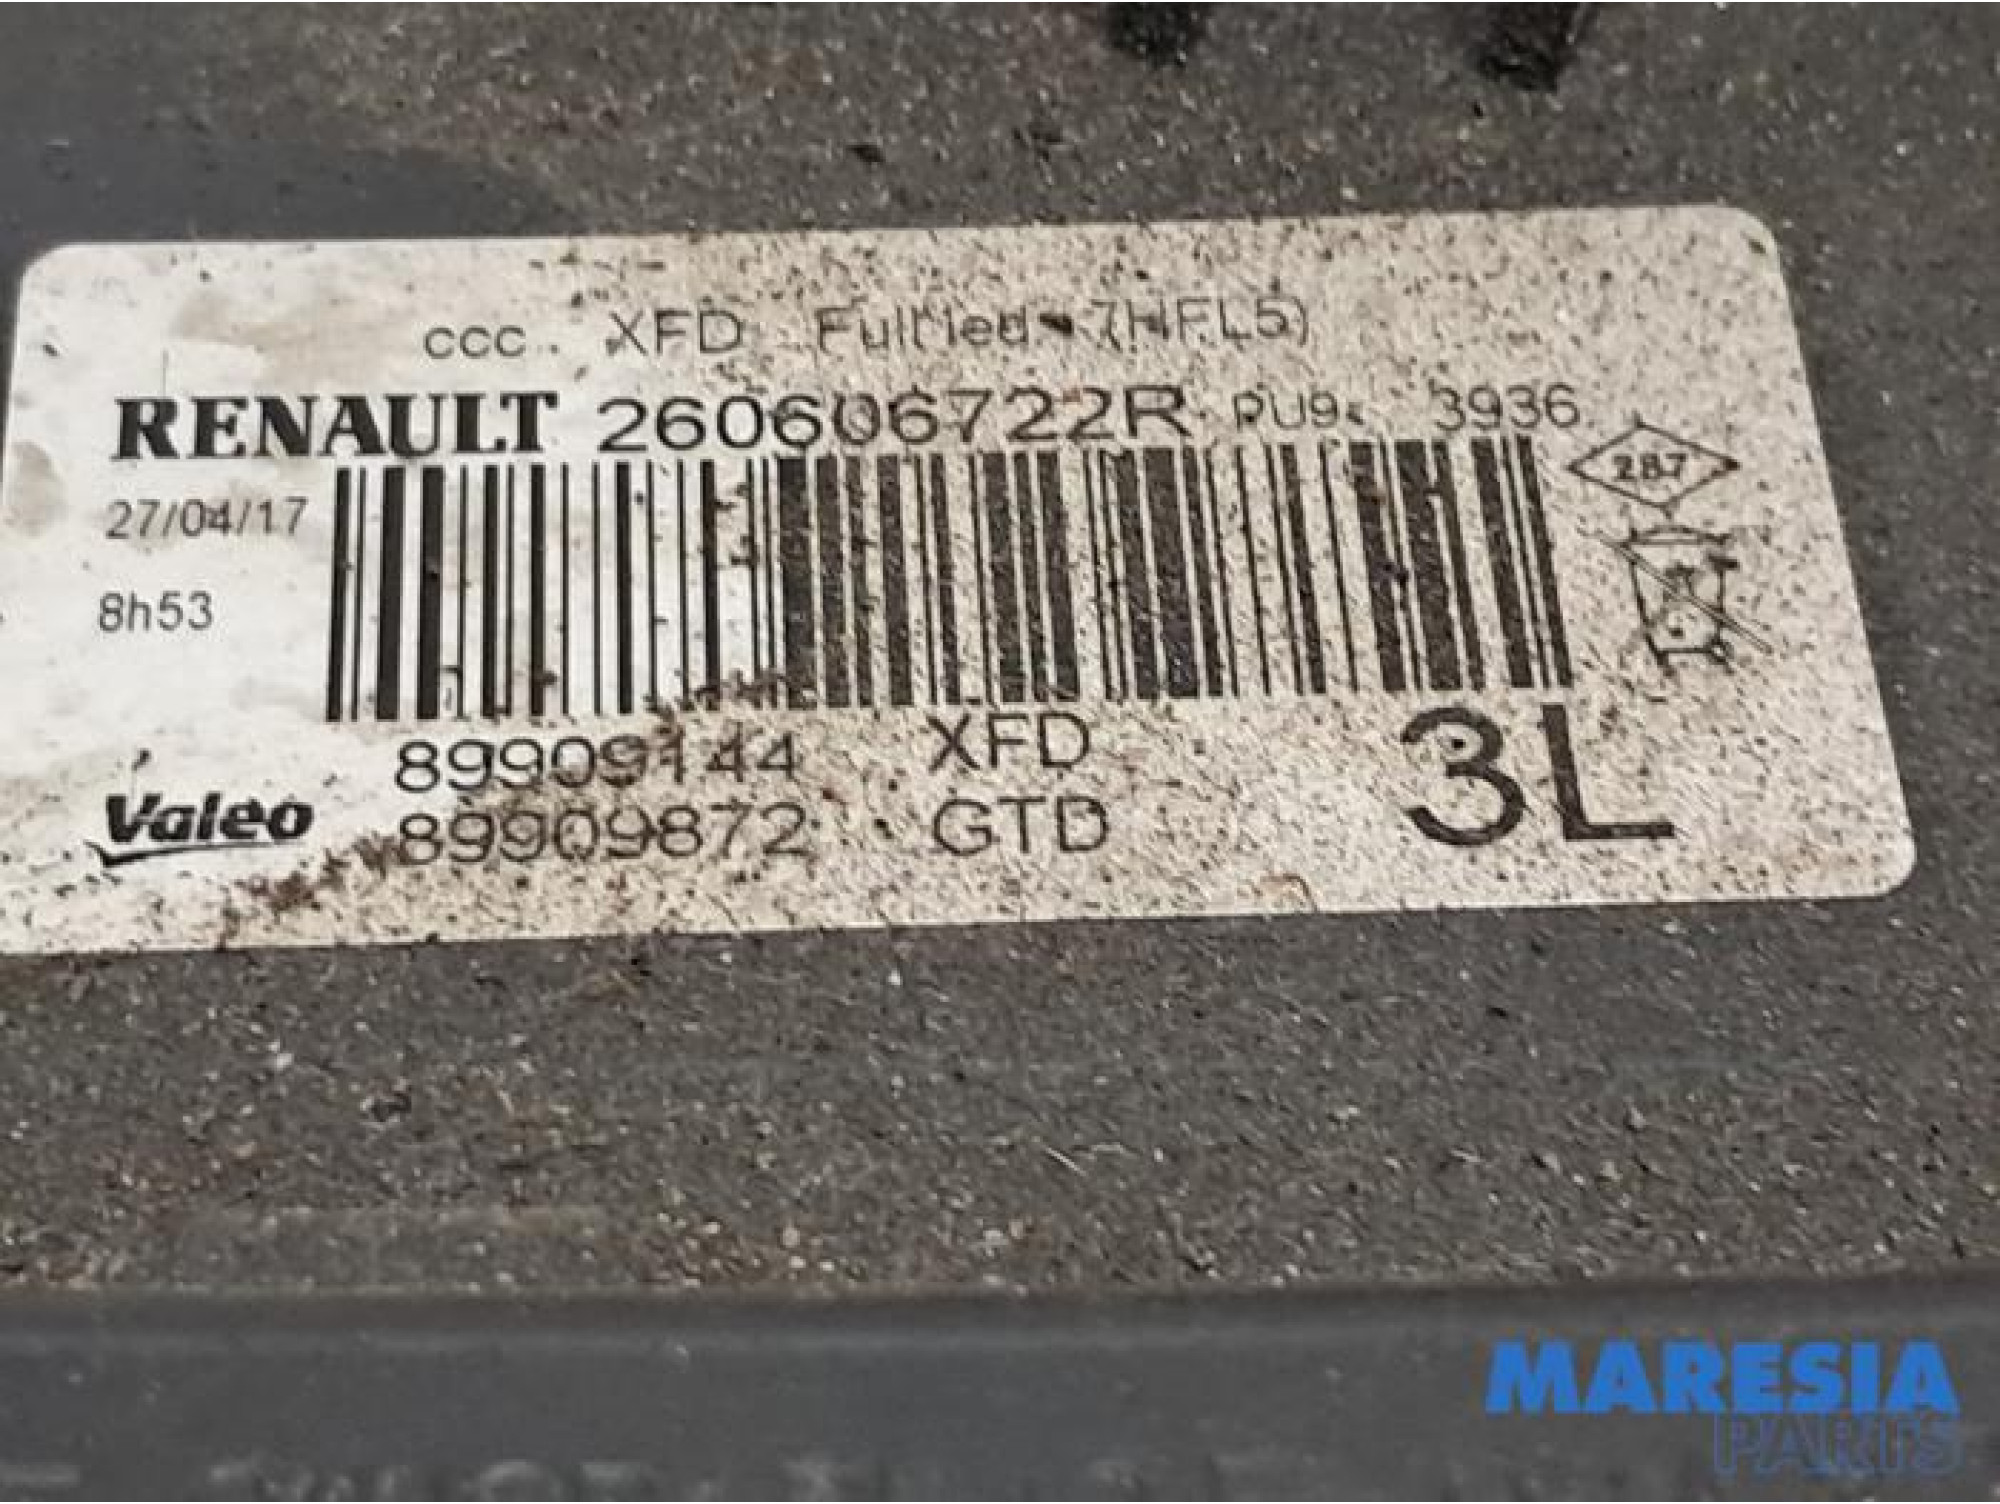 ccc XFD Full led (HFL5)
RENAULT 260606722R PU9 3936
287
27/04/17
8h53
Valeo
89909144 XFD
89909872 GTD
3L
MARESIA
PARTS